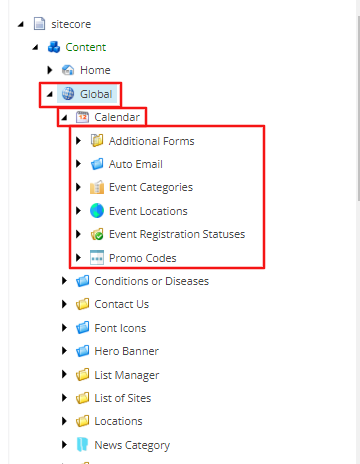 sitecore
Content
Home
Global
Calendar
Additional Forms
Auto Email
Event Categories
Event Locations
Event Registration Statuses
Promo Codes
Conditions or Diseases
Contact Us
Font Icons
Hero Banner
List Manager
List of Sites
Locations
News Category